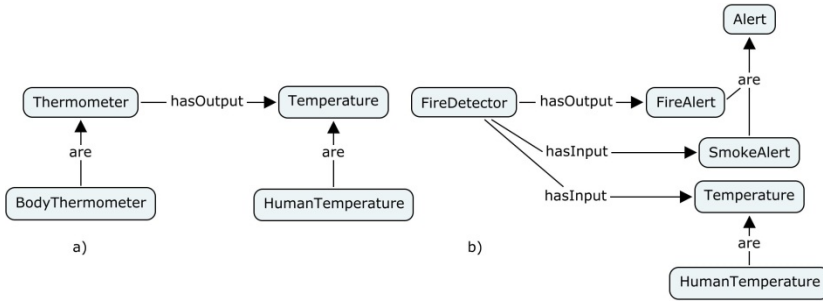 Alert
are
Thermometer hasOutput Temperature
FireDetector hasOutput FireAlert
are
are
hasInput SmokeAlert
hasInput Temperature
BodyThermometer
HumanTemperature
a)
b)
are
HumanTemperature